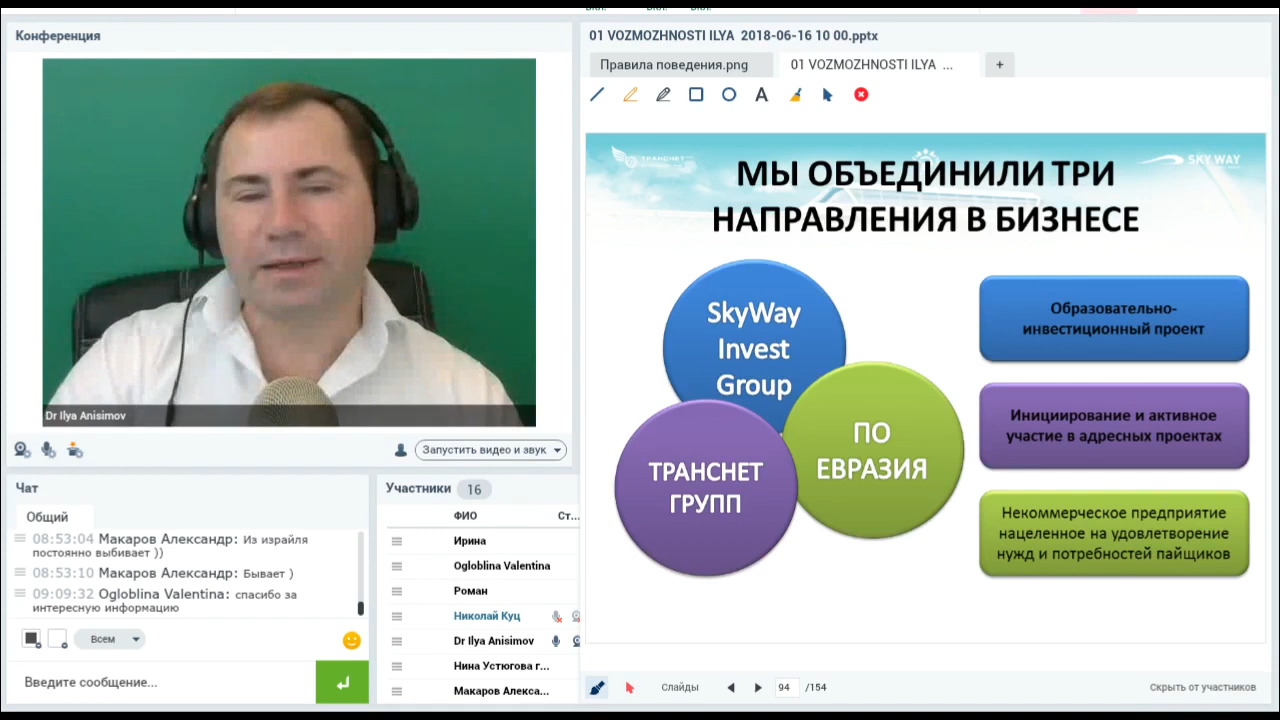 Конференция
Dr Ilya Anisimov
Запустить видео и звук
Чат
Общий
08:53:04 Макаров Александр: Из израйля
постоянно выбивает ))
08:53:10 Макаров Александр: Бывает )
09:09:32 Ogloblina Valentina: спасибо за
интересную информацию
Всем
Введите сообщение...
Участники 16
ФИО Ст...
Ирина
Ogloblina Valentina
Роман
Николай Куц
Dr Ilya Anisimov
Нина Устюгова г...
Макаров Алекса...
01 VOZMOZHNOSTI ILYA 2018-06-16 10 00.pptx
Правила поведения.png
01 VOZMOZHNOSTI ILYA ...
+
A
ТРАНСНЕТ
SKY WAY
МЫ ОБЪЕДИНИЛИ ТРИ
НАПРАВЛЕНИЯ В БИЗНЕСЕ
SkyWay
Invest
Group
ПО
ЕВРАЗИЯ
ТРАНСНЕТ
ГРУПП
Образовательно-
инвестиционный проект
Инициирование и активное
участие в адресных проектах
Некоммерческое предприятие
нацеленное на удовлетворение
нужд и потребностей пайщиков
Слайды
94 /154
Скрыть от участников